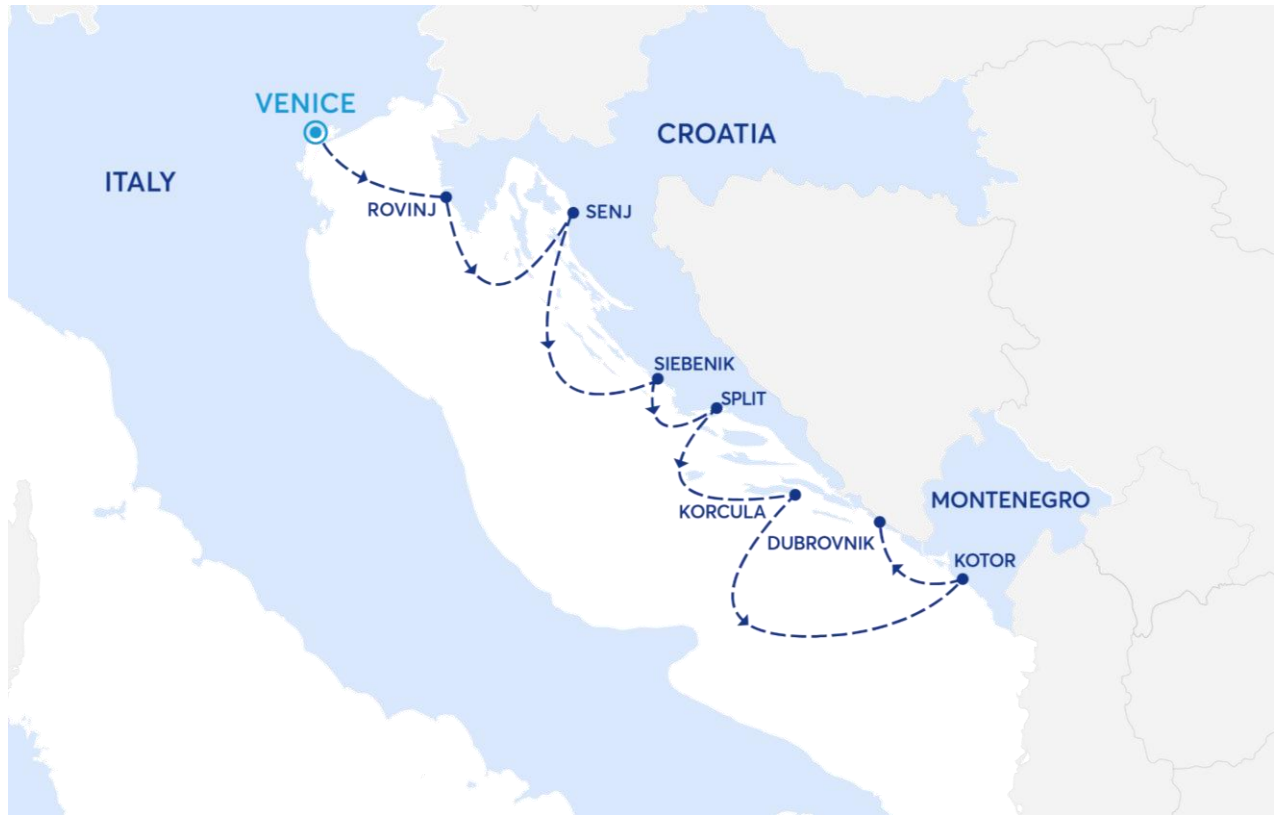 VENICE
CROATIA
ITALY
ROVINJ
SENJ
SIEBENIK
SPLIT
MONTENEGRO
KORCULA
DUBROVNIK
KOTOR